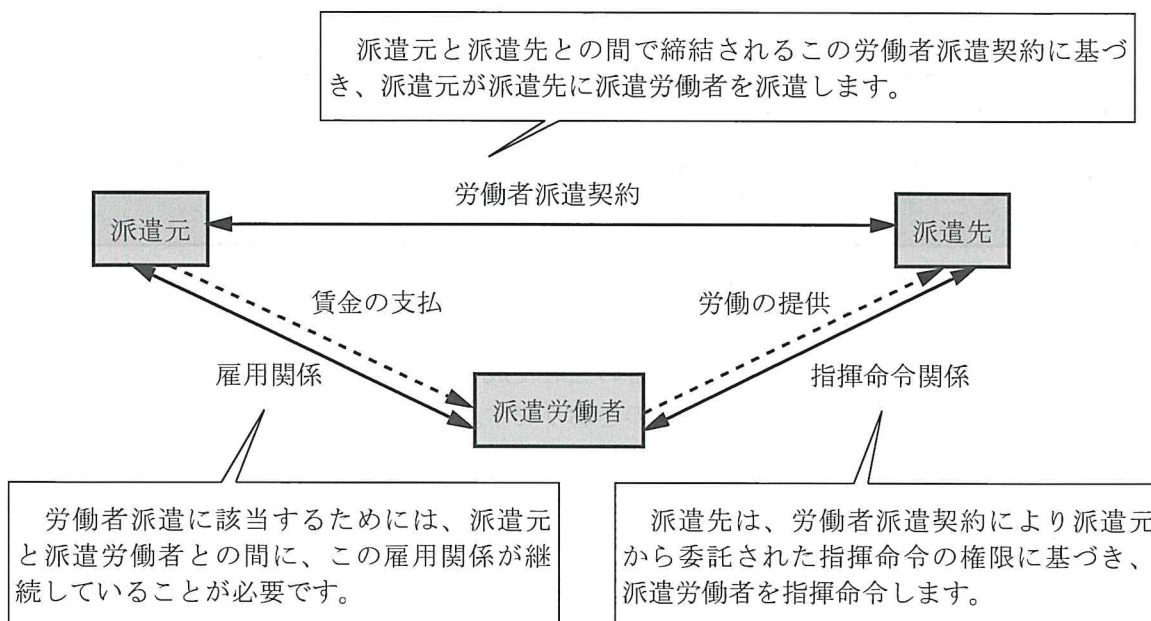 派遣元と派遣先との間で締結されるこの労働者派遣契約に基づ
き、派遣元が派遣先に派遣労働者を派遣します。
労働者派遣契約
派遣元
派遣先
賃金の支払
労働の提供
雇用関係
指揮命令関係
派遣労働者
労働者派遣に該当するためには、派遣元
と派遣労働者との間に、この雇用関係が継
続していることが必要です。
派遣先は、労働者派遣契約により派遣元
から委託された指揮命令の権限に基づき、
派遣労働者を指揮命令します。